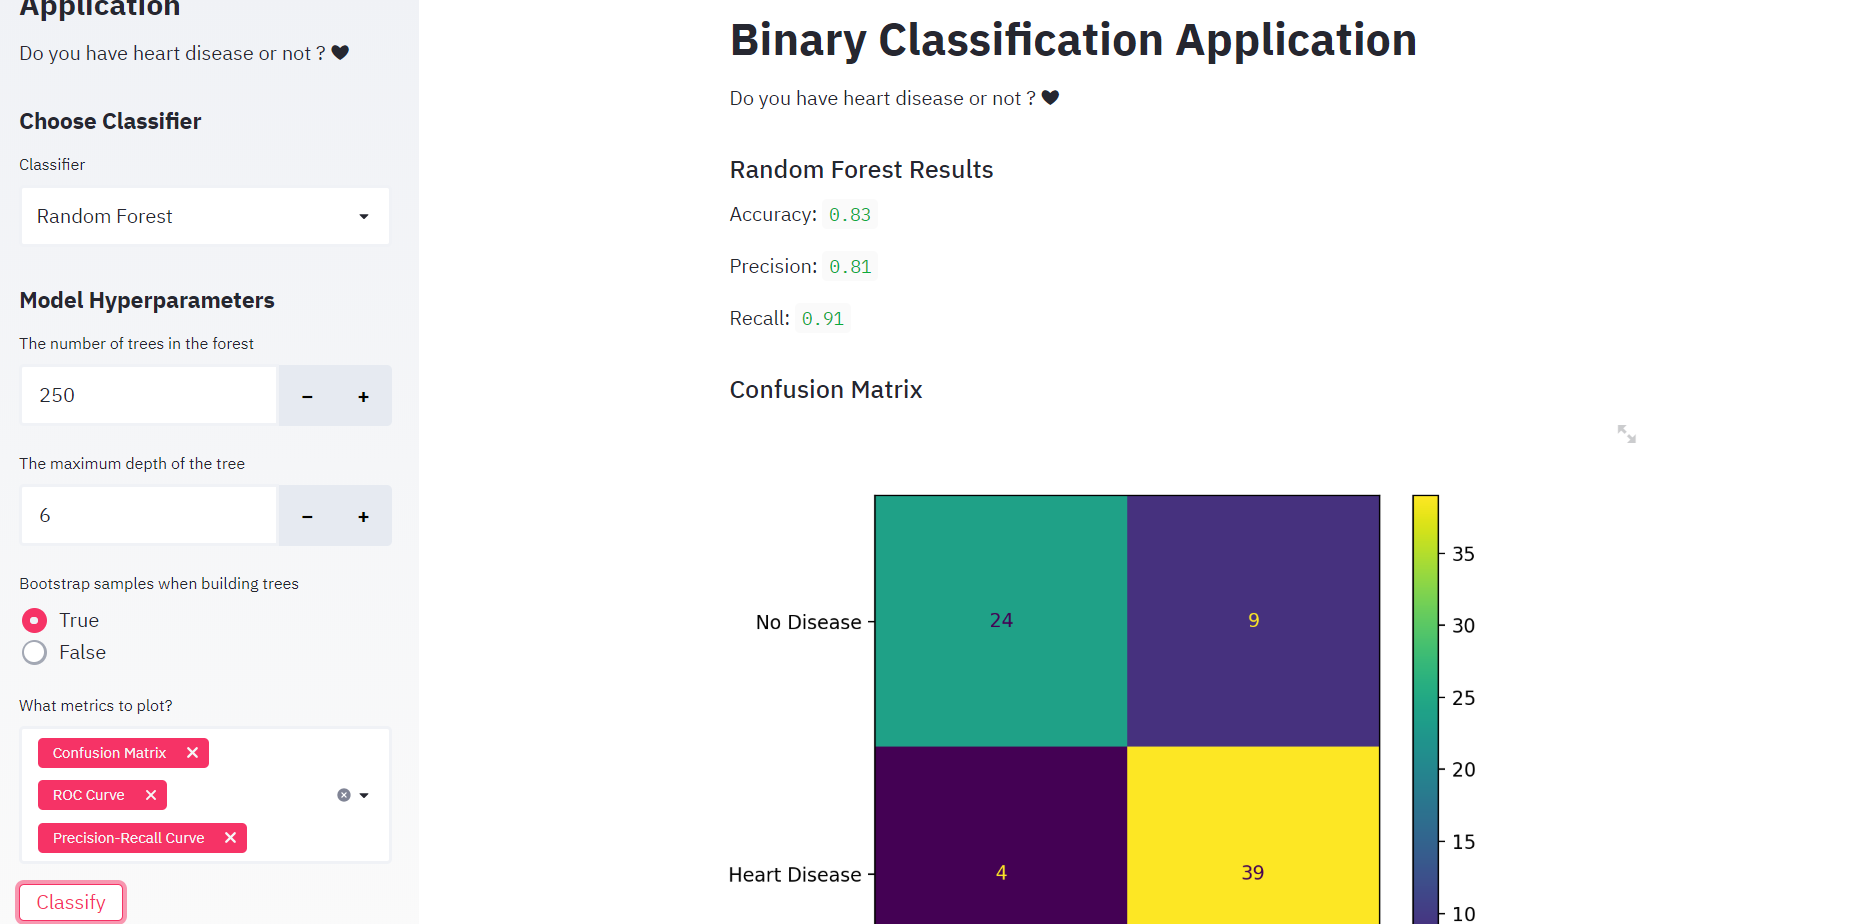 Application
Do you have heart disease or not ? ♥
Choose Classifier
Classifier
Random Forest
Model Hyperparameters
The number of trees in the forest
250
–
+
The maximum depth of the tree
6
–
+
Bootstrap samples when building trees
True
False
What metrics to plot?
Confusion Matrix
ROC Curve
Precision-Recall Curve
Classify
Binary Classification Application
Do you have heart disease or not ? ♥
Random Forest Results
Accuracy: 0.83
Precision: 0.81
Recall: 0.91
Confusion Matrix
No Disease
24
9
Heart Disease
4
39
35
30
25
20
15
10